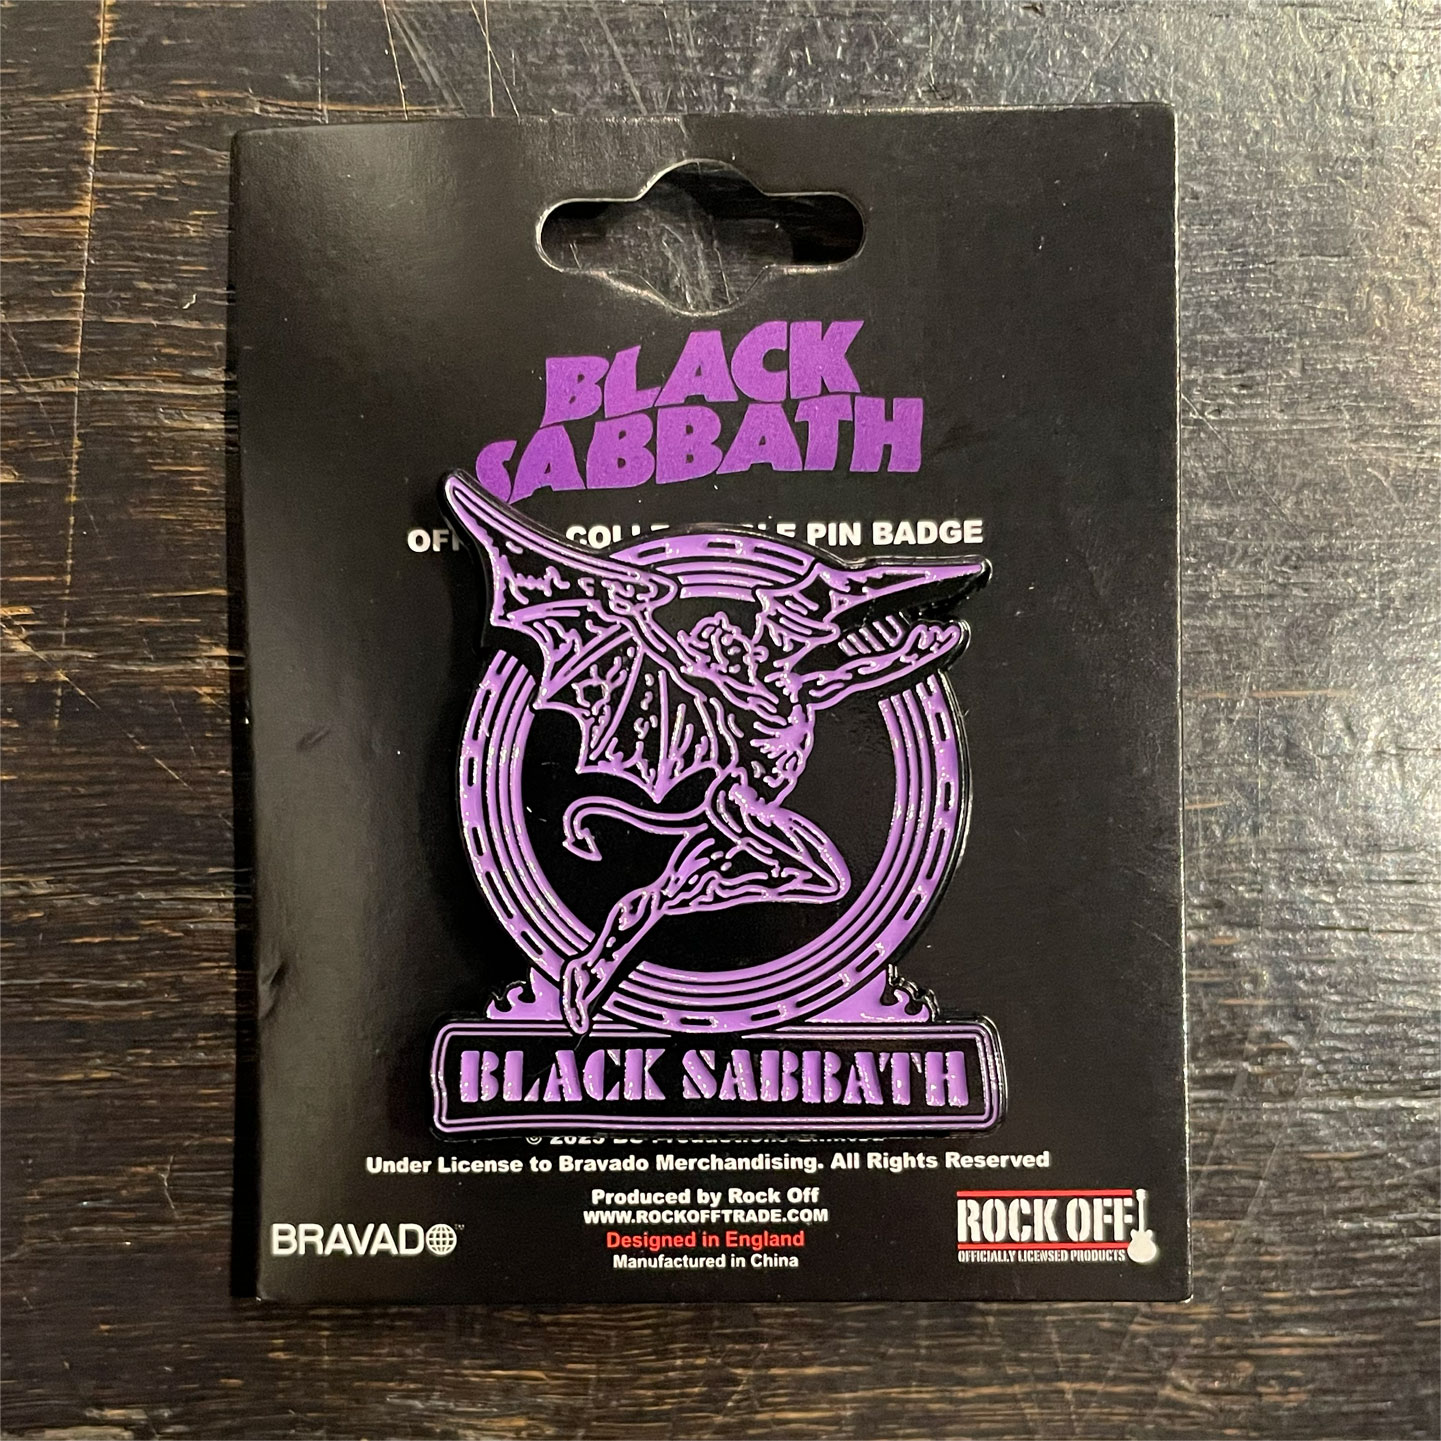 BLACK
SABBATH
PIN BADGE
BLACK SABBATH
Under License to Bravado Merchandising. All Rights Reserved
Produced by Rock Off
WWW.ROCKOFFTRADE.COM
Designed in England
Manufactured in China
BRAVADO™
ROCK OFF!
OFFICIALLY LICENSED PRODUCTS